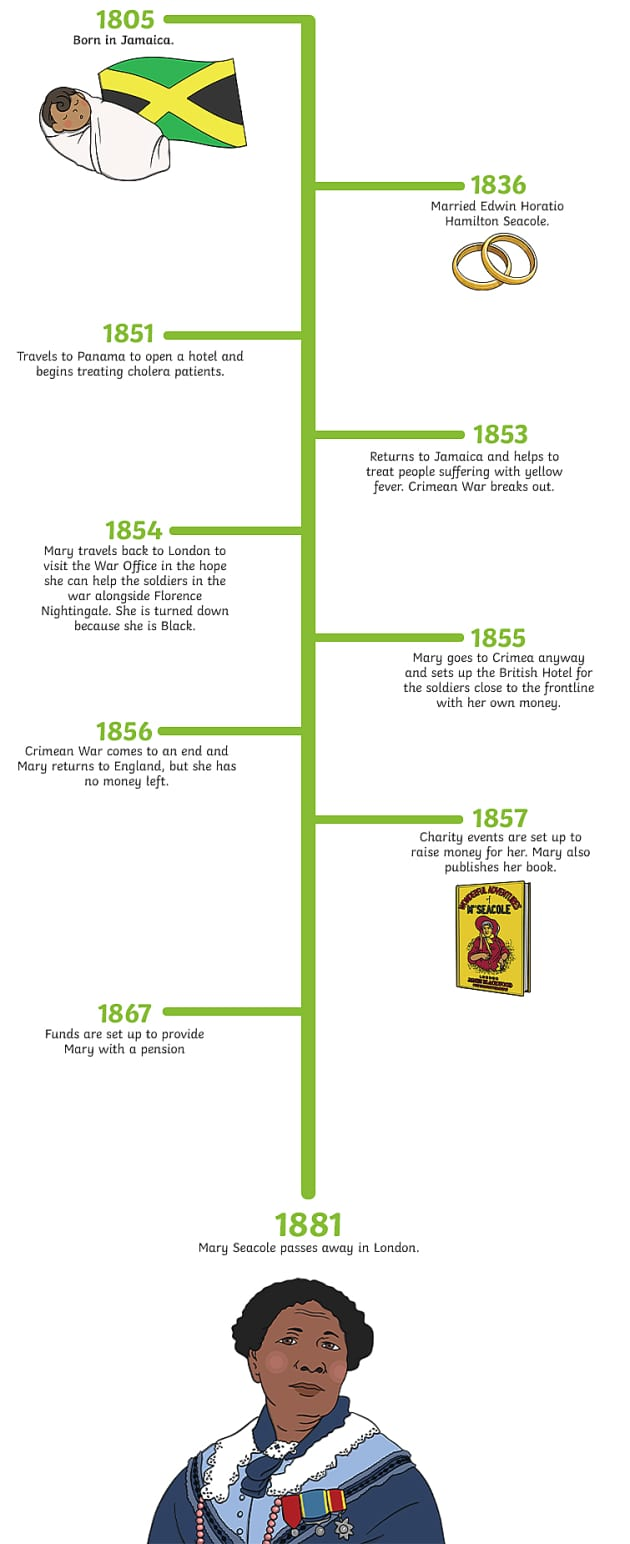 1805
Born in Jamaica.
1836
Married Edwin Horatio
Hamilton Seacole.
1851
Travels to Panama to open a hotel and
begins treating cholera patients.
1853
Returns to Jamaica and helps to
treat people suffering with yellow
fever. Crimean War breaks out.
1854
Mary travels back to London to
visit the War Office in the hope
she can help the soldiers in the
war alongside Florence
Nightingale. She is turned down
because she is Black.
1855
Mary goes to Crimea anyway
and sets up the British Hotel for
the soldiers close to the frontline
with her own money.
1856
Crimean War comes to an end and
Mary returns to England, but she has
no money left.
1857
Charity events are set up to
raise money for her. Mary also
publishes her book.
WONDERFUL ADVENTURES
of
MRS SEACOLE
LONDON
JAMES BLACKWOOD
1867
Funds are set up to provide
Mary with a pension
1881
Mary Seacole passes away in London.